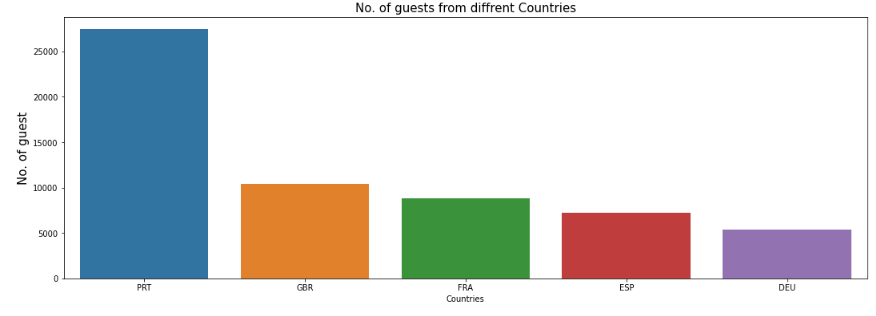 No. of guests from diffrent Countries
No. of guest
25000
20000
15000
10000
5000
0
PRT GBR FRA ESP DEU
Countries